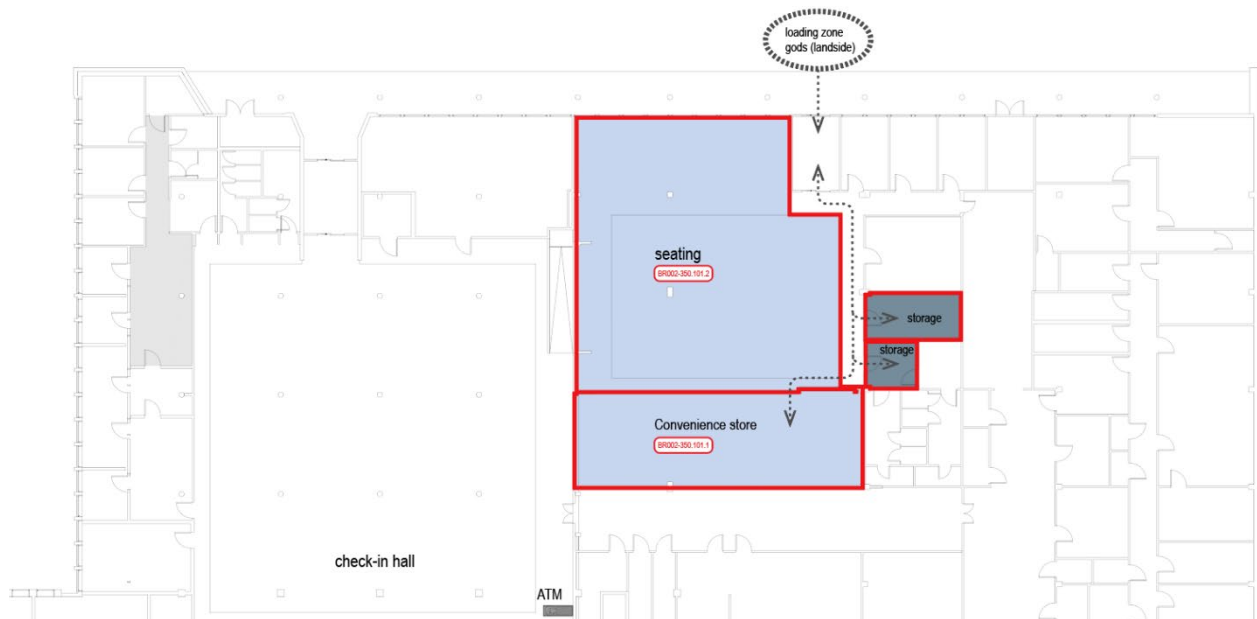 loading zone
gods (landside)
seating
BR002-350.101.2
storage
storage
Convenience store
BR002-350.101.1
check-in hall
ATM